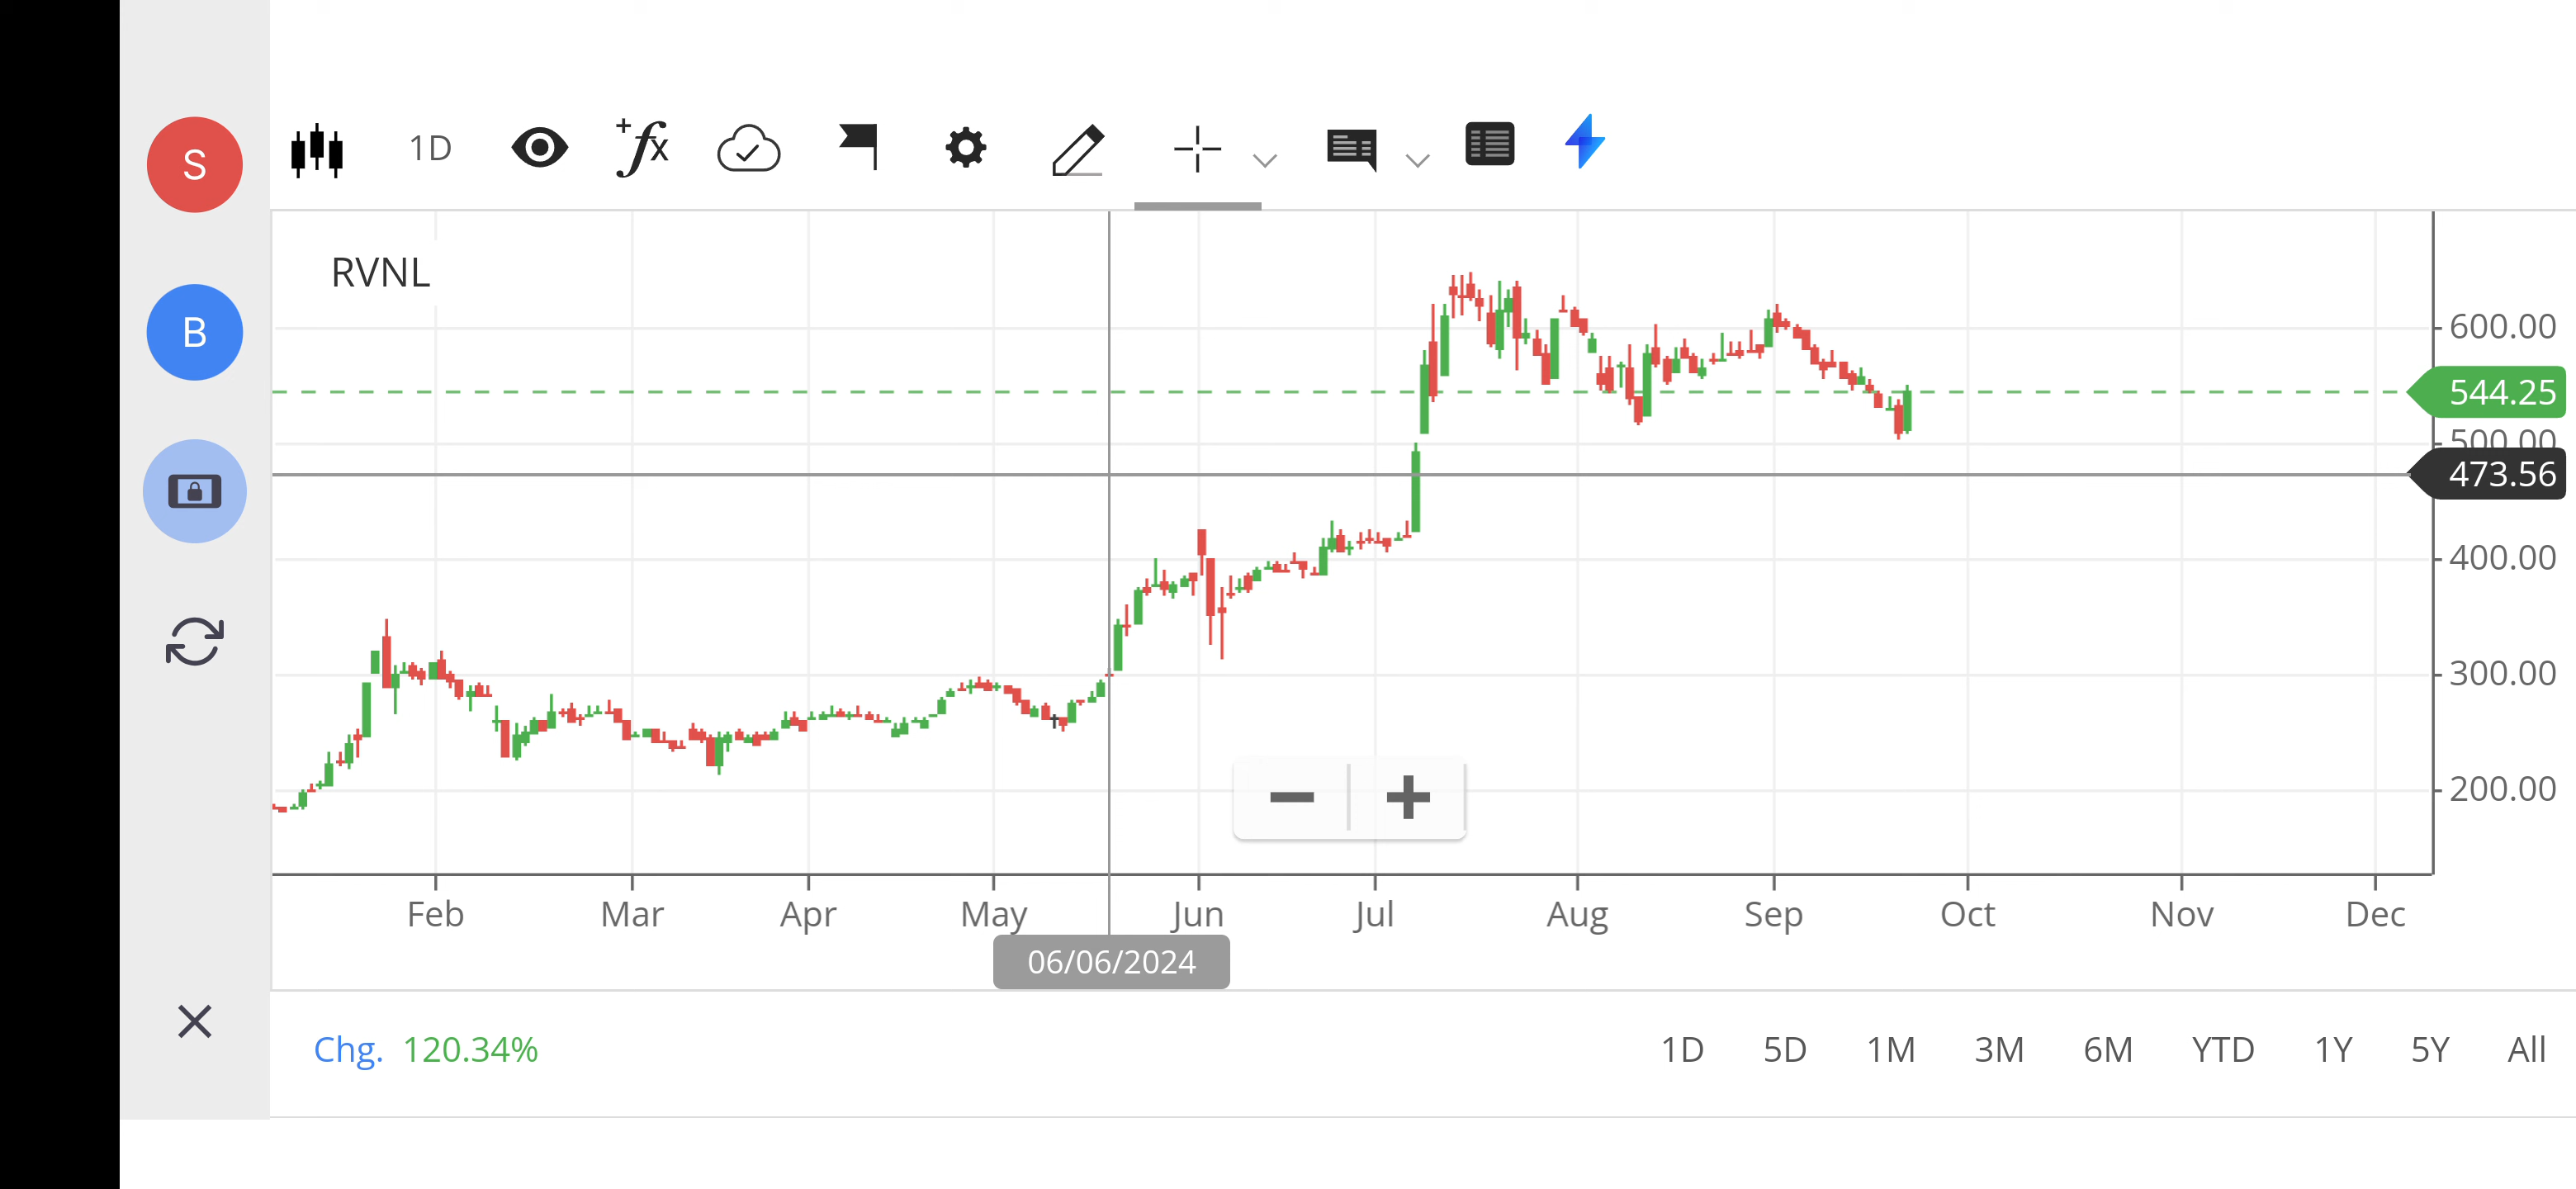 S
B
1D
+fx
RVNL
600.00
544.25
500.00
473.56
400.00
300.00
200.00
Feb Mar Apr May Jun Jul Aug Sep Oct Nov Dec
06/06/2024
Chg. 120.34% 1D 5D 1M 3M 6M YTD 1Y 5Y All